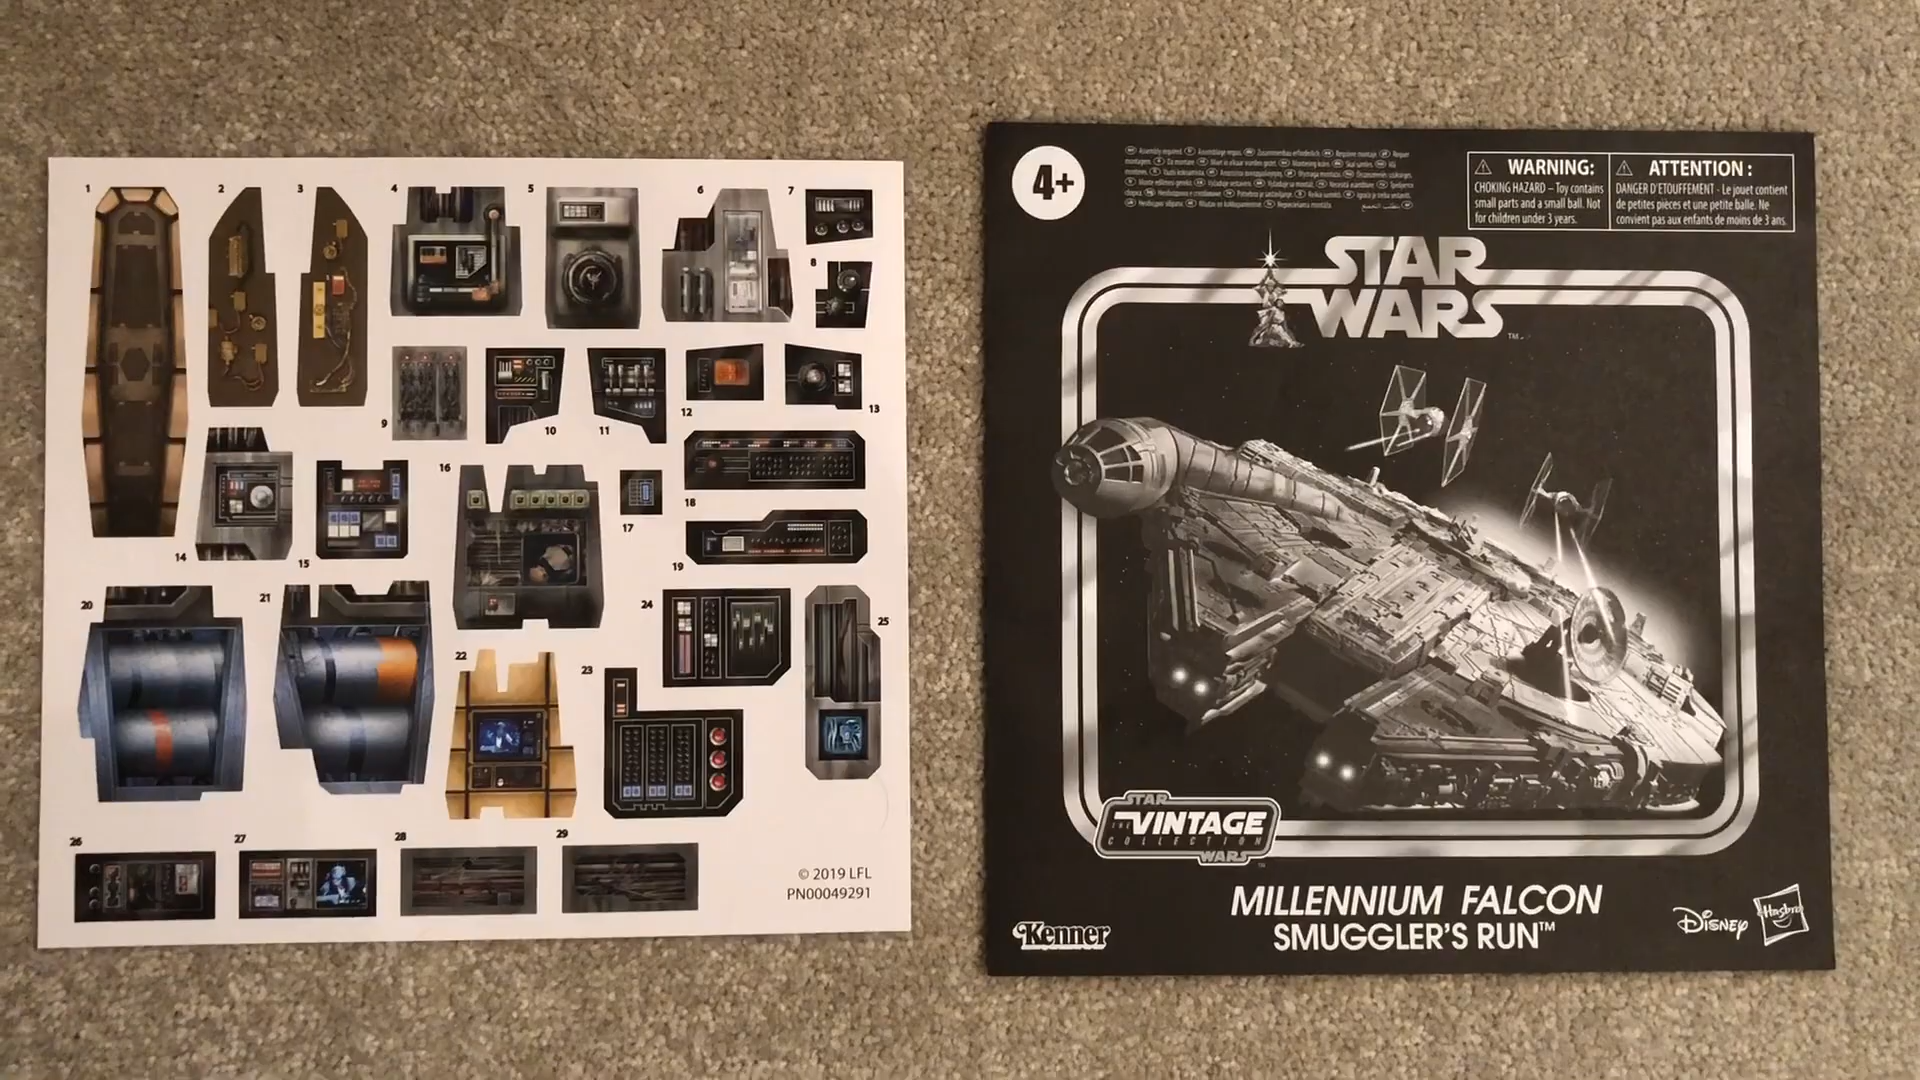 1
2
3
4
5
6
7
8
9
10
11
12
13
14
15
16
17
18
19
20
21
22
23
24
25
26
27
28
29
© 2019 LFL
PN00049291
4+
WARNING:
CHOKING HAZARD – Toy contains
small parts and a small ball. Not
for children under 3 years.
ATTENTION :
DANGER D'ETOUFFEMENT - Le jouet contient
de petites pièces et une petite balle. Ne
convient pas aux enfants de moins de 3 ans.
STAR
WARS™
STAR
THE VINTAGE
COLLECTION
WARS™
MILLENNIUM FALCON
SMUGGLER'S RUN™
Kenner
Disney
Hasbro